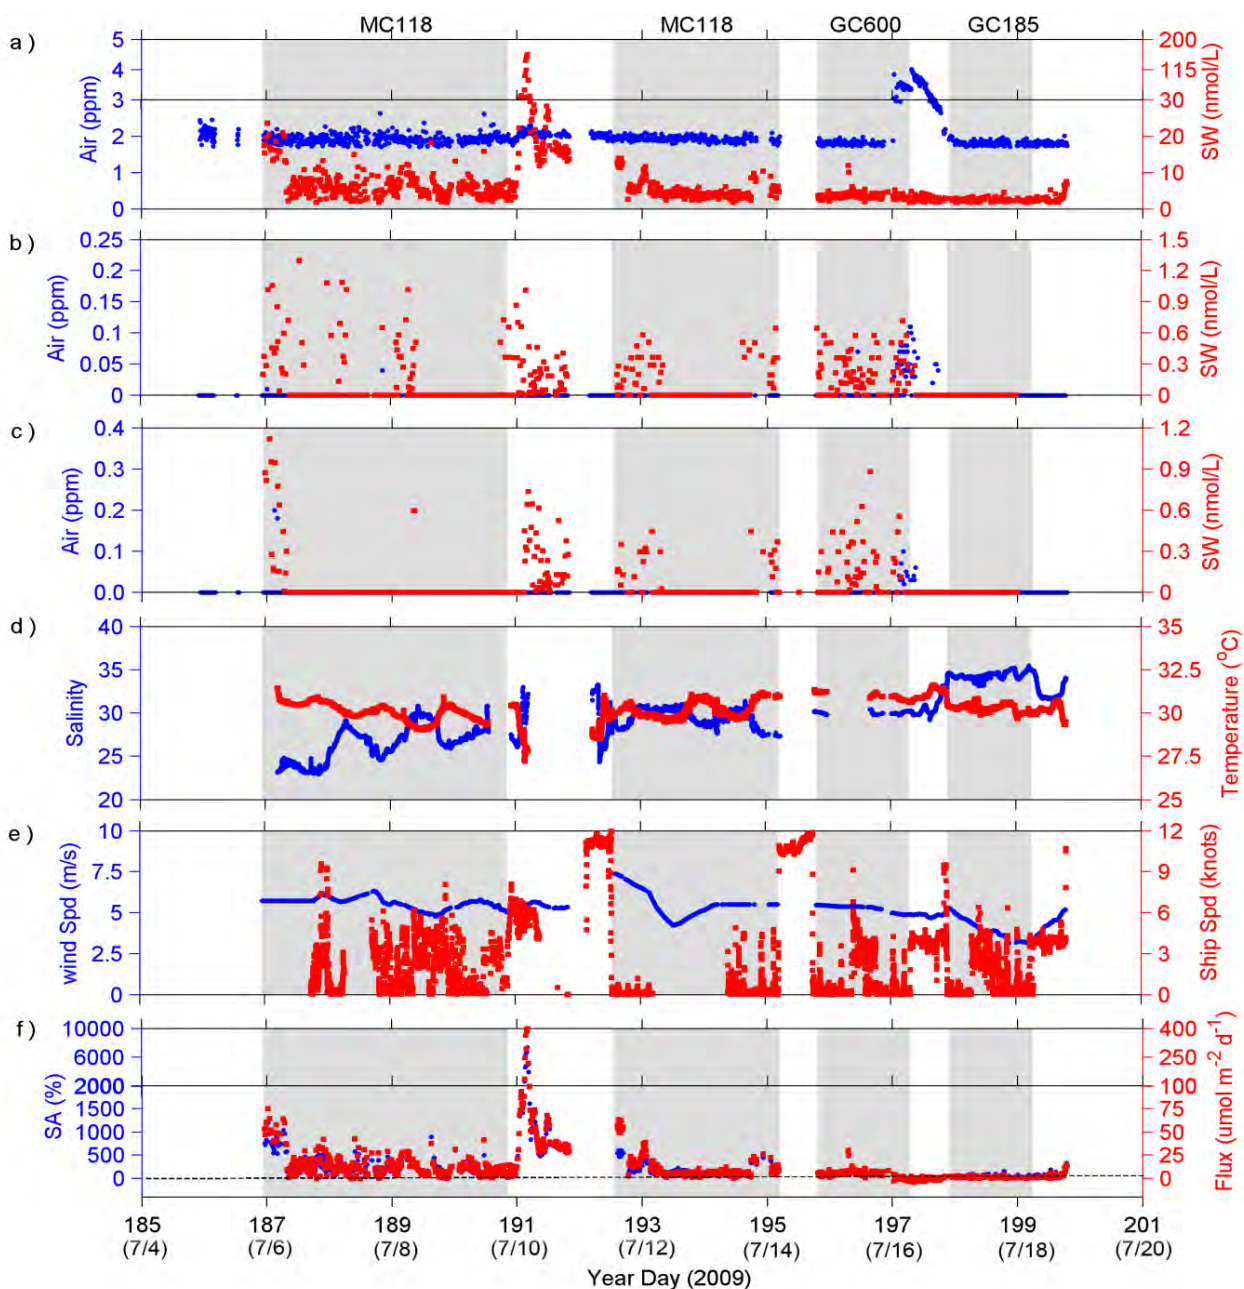 MC118 MC118 GC600 GC185
a )
5 4 3 2 1 0
Air (ppm)
200 115 30 20 10 0
SW (nmol/L)
b )
0.25 0.2 0.15 0.1 0.05 0
Air (ppm)
1.5 1.2 0.9 0.6 0.3 0
SW (nmol/L)
c )
0.4 0.3 0.2 0.1 0.0
Air (ppm)
1.2 0.9 0.6 0.3 0
SW (nmol/L)
d )
40 35 30 25 20
Salinity
35 32.5 30 27.5 25
Temperature (°C)
e )
10 7.5 5 2.5 0
wind Spd (m/s)
12 9 6 3 0
Ship Spd (knots)
f )
10000 6000 2000 1500 1000 500 0
SA (%)
400 250 100 75 50 25 0
Flux (umol m⁻² d⁻¹)
185 187 189 191 193 195 197 199 201
(7/4) (7/6) (7/8) (7/10) (7/12) (7/14) (7/16) (7/18) (7/20)
Year Day (2009)